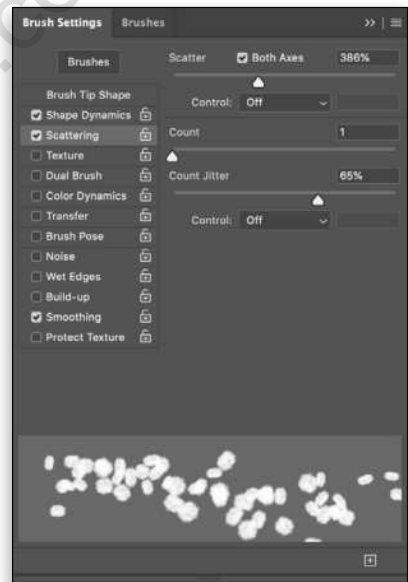 Brush Settings Brushes
Brushes
Scatter Both Axes 386%
Control: Off
Count 1
Count Jitter 65%
Control: Off
Brush Tip Shape
Shape Dynamics
Scattering
Texture
Dual Brush
Color Dynamics
Transfer
Brush Pose
Noise
Wet Edges
Build-up
Smoothing
Protect Texture